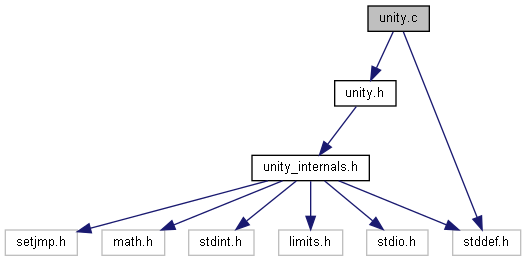 unity.c
unity.h
unity_internals.h
setjmp.h
math.h
stdint.h
limits.h
stdio.h
stddef.h